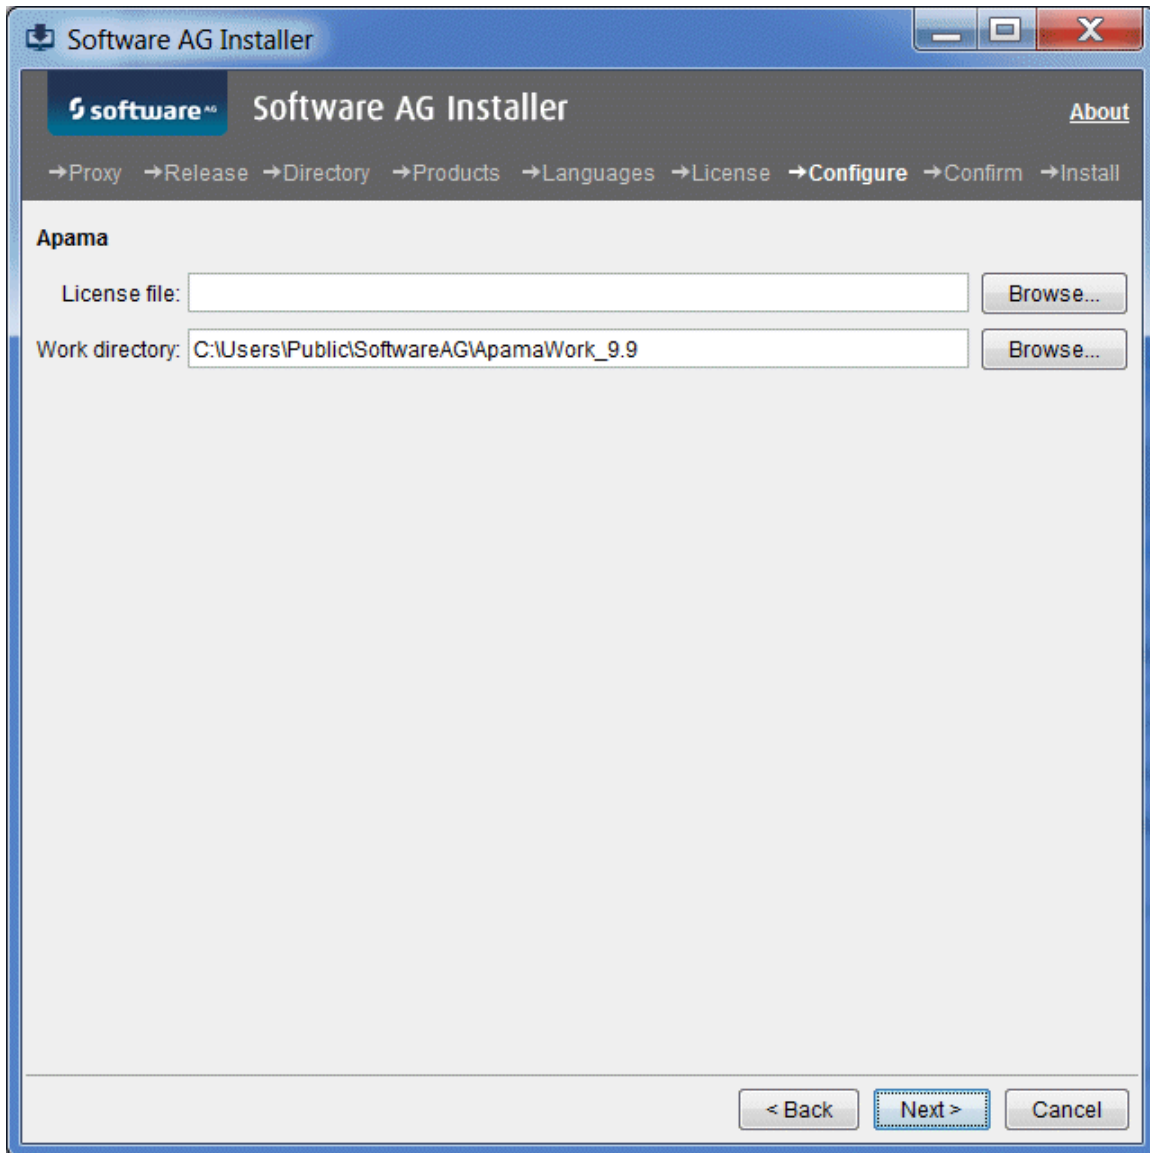 Software AG Installer
software AG Software AG Installer About
→Proxy →Release →Directory →Products →Languages →License →Configure →Confirm →Install
Apama
License file: Browse...
Work directory: C:\Users\Public\SoftwareAG\ApamaWork_9.9 Browse...
< Back Next > Cancel